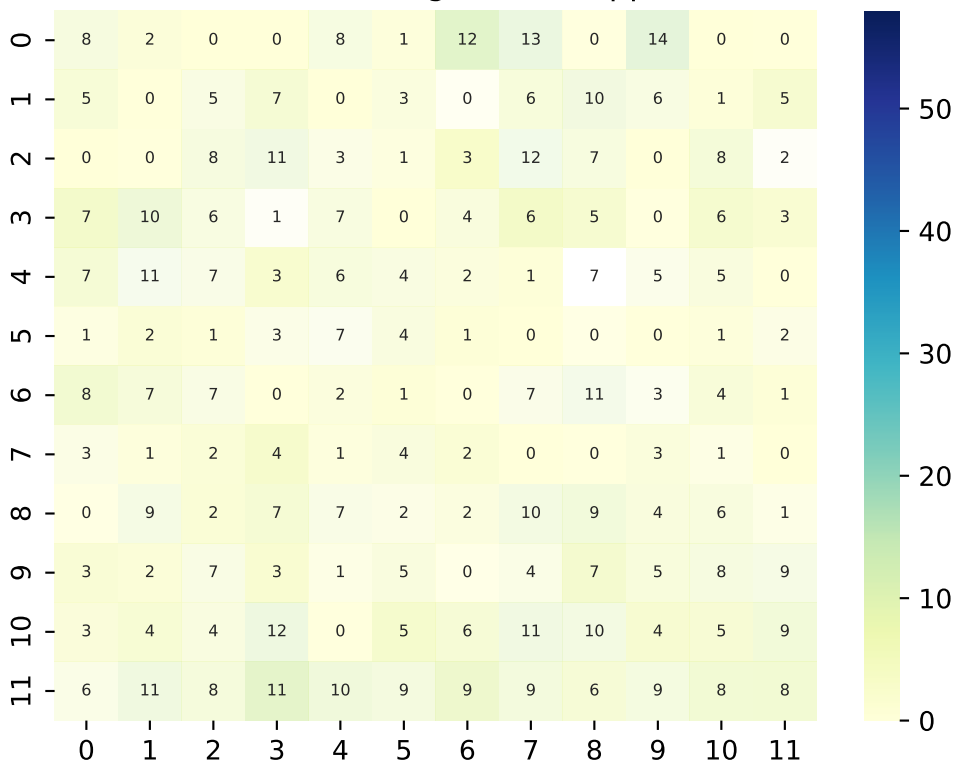 0 8 2 0 0 8 1 12 13 0 14 0 0
1 5 0 5 7 0 3 0 6 10 6 1 5
2 0 0 8 11 3 1 3 12 7 0 8 2
3 7 10 6 1 7 0 4 6 5 0 6 3
4 7 11 7 3 6 4 2 1 7 5 5 0
5 1 2 1 3 7 4 1 0 0 0 1 2
6 8 7 7 0 2 1 0 7 11 3 4 1
7 3 1 2 4 1 4 2 0 0 3 1 0
8 0 9 2 7 7 2 2 10 9 4 6 1
9 3 2 7 3 1 5 0 4 7 5 8 9
10 3 4 4 12 0 5 6 11 10 4 5 9
11 6 11 8 11 10 9 9 9 6 9 8 8
0 1 2 3 4 5 6 7 8 9 10 11
50
40
30
20
10
0